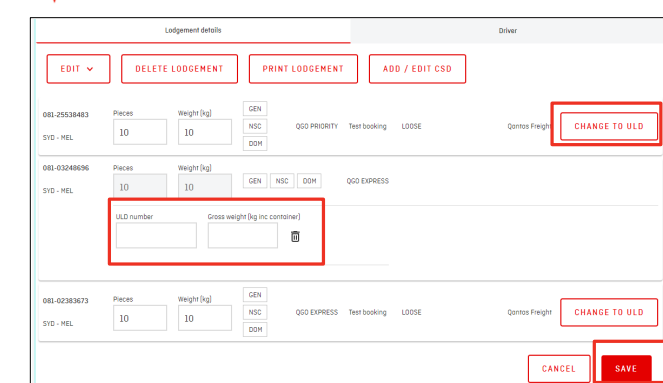 Lodgement details
Driver
EDIT
DELETE LODGEMENT
PRINT LODGEMENT
ADD / EDIT CSD
081-25538483
SYD - MEL
Pieces
10
Weight (kg)
10
GEN
NSC
DOM
QGO PRIORITY
Test booking
LOOSE
Qantas Freight
CHANGE TO ULD
081-03248696
SYD - MEL
Pieces
10
Weight (kg)
10
GEN
NSC
DOM
QGO EXPRESS
ULD number
Gross weight (kg inc container)
081-02383673
SYD - MEL
Pieces
10
Weight (kg)
10
GEN
NSC
DOM
QGO EXPRESS
Test booking
LOOSE
Qantas Freight
CHANGE TO ULD
CANCEL
SAVE